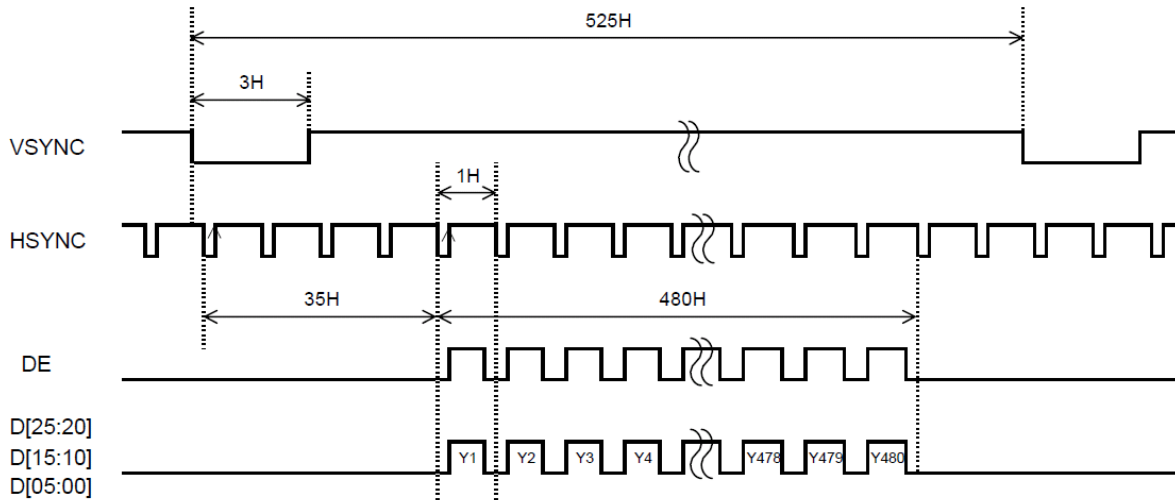 525H
3H
VSYNC
1H
HSYNC
35H
480H
DE
D[25:20]
D[15:10]
D[05:00]
Y1 Y2 Y3 Y4 Y478 Y479 Y480